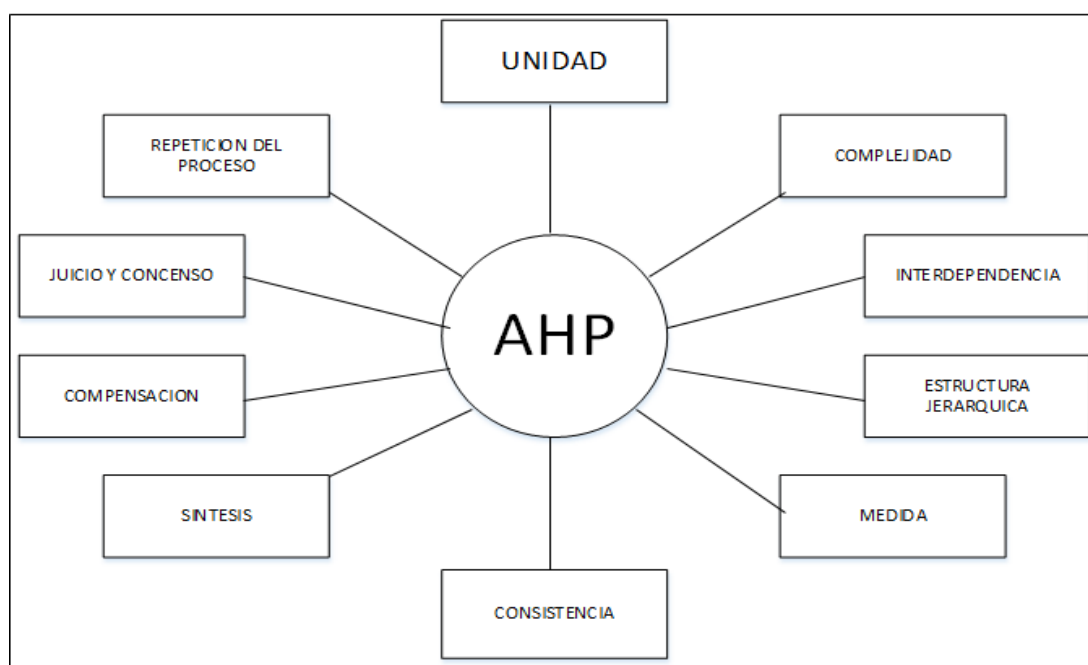 UNIDAD
REPETICION DEL
PROCESO
COMPLEJIDAD
JUICIO Y CONCENSO
INTERDEPENDENCIA
AHP
COMPENSACION
ESTRUCTURA
JERARQUICA
SINTESIS
MEDIDA
CONSISTENCIA